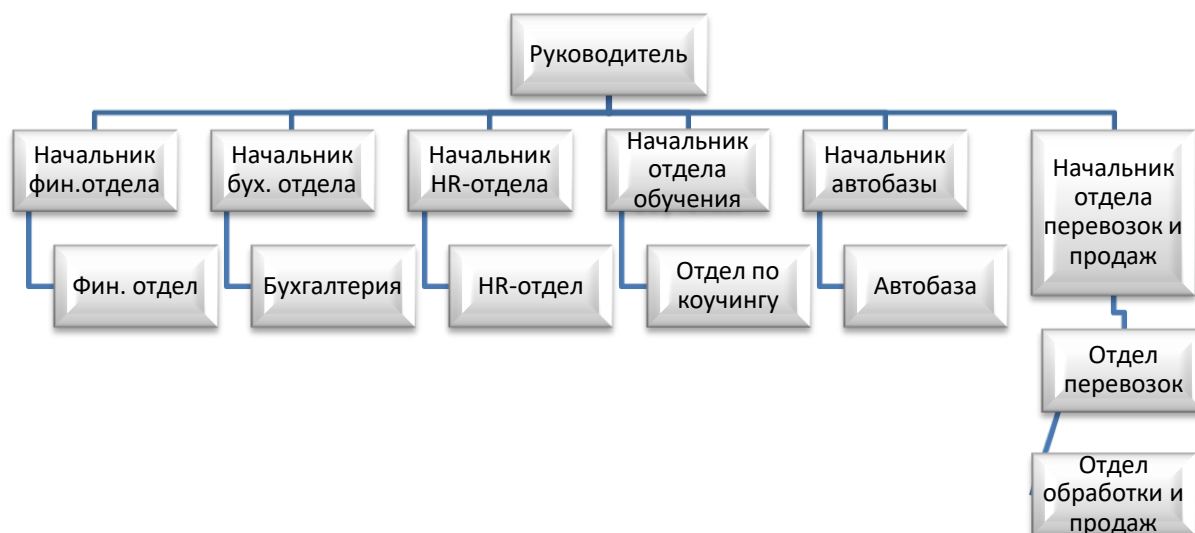 Руководитель
Начальник
фин.отдела
Начальник
бух. отдела
Начальник
HR-отдела
Начальник
отдела
обучения
Начальник
автобазы
Начальник
отдела
перевозок и
продаж
Фин. отдел
Бухгалтерия
HR-отдел
Отдел по
коучингу
Автобаза
Отдел
перевозок
Отдел
обработки и
продаж